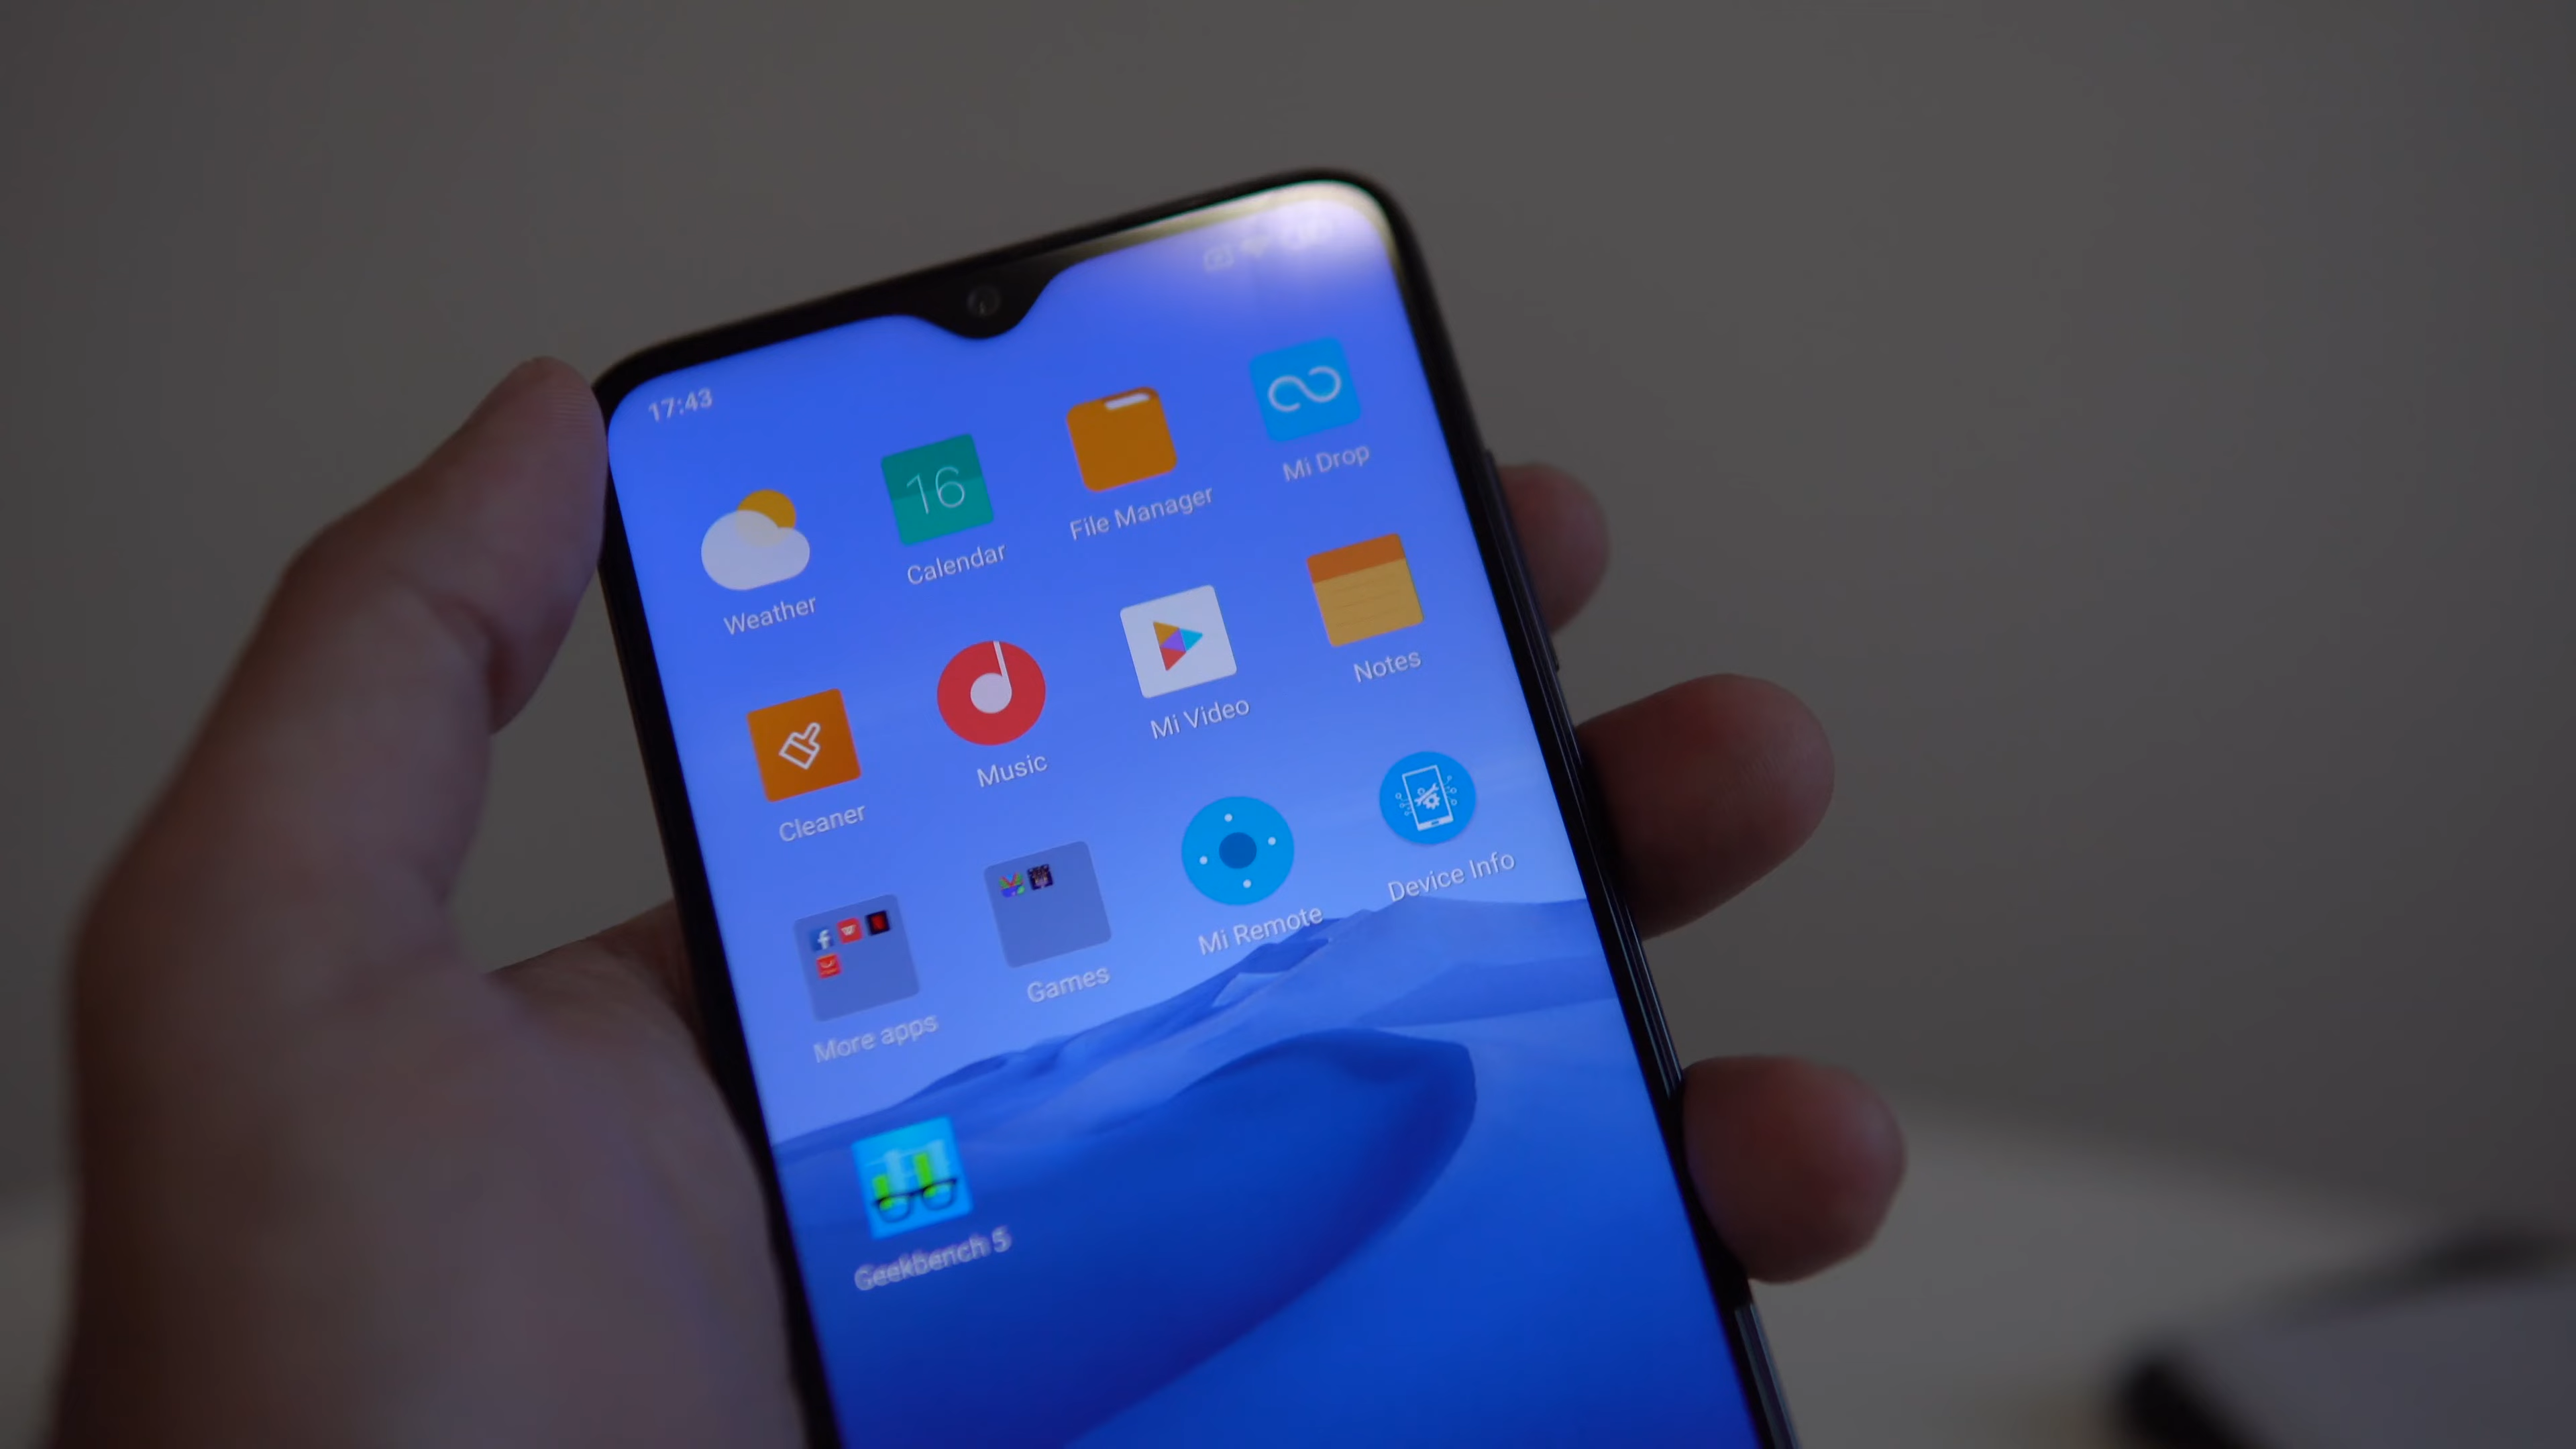 17:43
16
Weather
Calendar
File Manager
Mi Drop
Cleaner
Music
Mi Video
Notes
More apps
Games
Mi Remote
Device Info
Geekbench 5